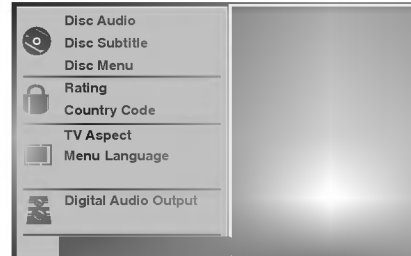 Disc Audio
Disc Subtitle
Disc Menu
Rating
Country Code
TV Aspect
Menu Language
Digital Audio Output